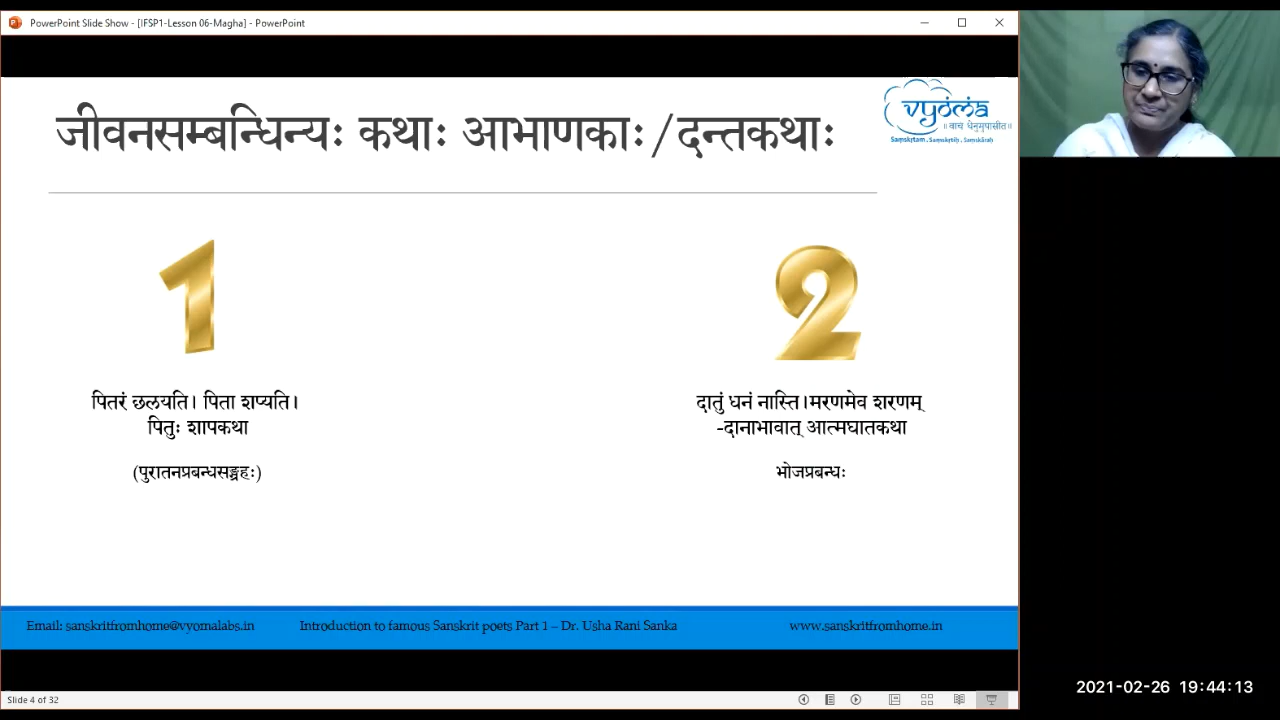 PowerPoint Slide Show - [IFSP1-Lesson 06-Magha] - PowerPoint
जीवनसम्बन्धिन्यः कथाः आभाणकाः/दन्तकथाः
vyoma
॥ वाचं धेनुमुपासीत॥
Samskrtam . Samskrtih . Samskarah
1
2
पितरं छलयति। पिता शप्यति।
पितुः शापकथा
(पुरातनप्रबन्धसङ्ग्रहः)
दातुं धनं नास्ति।मरणमेव शरणम्
-दानाभावात् आत्मघातकथा
भोजप्रबन्धः
Email: sanskritfromhome@vyomalabs.in
Introduction to famous Sanskrit poets Part 1 – Dr. Usha Rani Sanka
www.sanskritfromhome.in
Slide 4 of 32
2021-02-26 19:44:13